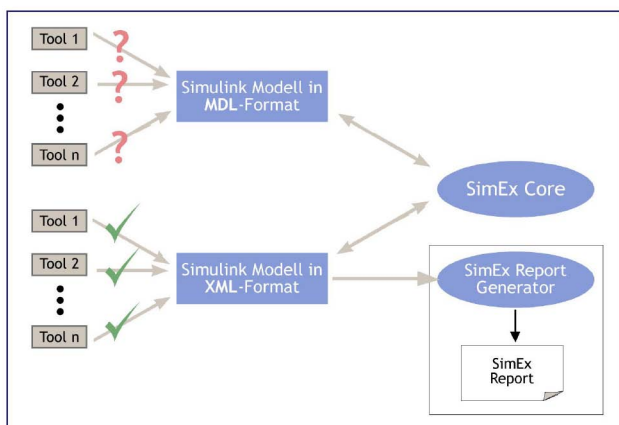 Tool 1
?
Tool 2
?
Tool n
?
Simulink Modell in
MDL-Format
SimEx Core
Tool 1
Tool 2
Tool n
Simulink Modell in
XML-Format
SimEx Report
Generator
SimEx
Report